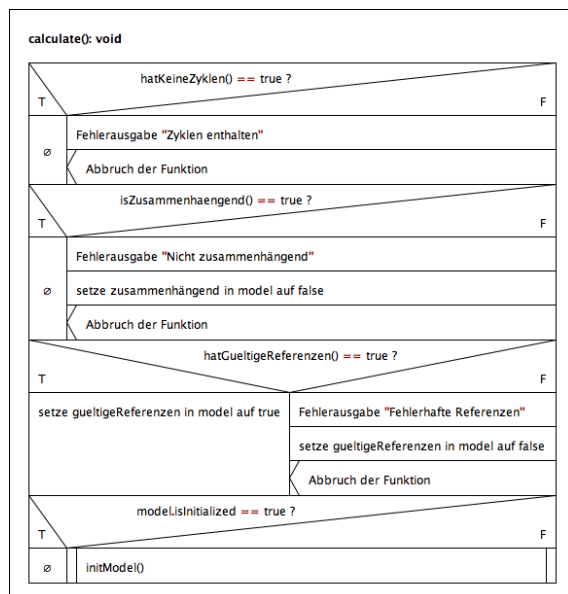 calculate(): void
hatKeineZyklen() == true ?
T F
Fehlerausgabe "Zyklen enthalten"
∅
Abbruch der Funktion
isZusammenhaengend() == true ?
T F
Fehlerausgabe "Nicht zusammenhängend"
∅ setze zusammenhängend in model auf false
Abbruch der Funktion
hatGueltigeReferenzen() == true ?
T F
setze gueltigeReferenzen in model auf true Fehlerausgabe "Fehlerhafte Referenzen"
setze gueltigeReferenzen in model auf false
Abbruch der Funktion
model.isInitialized == true ?
T F
∅ initModel()